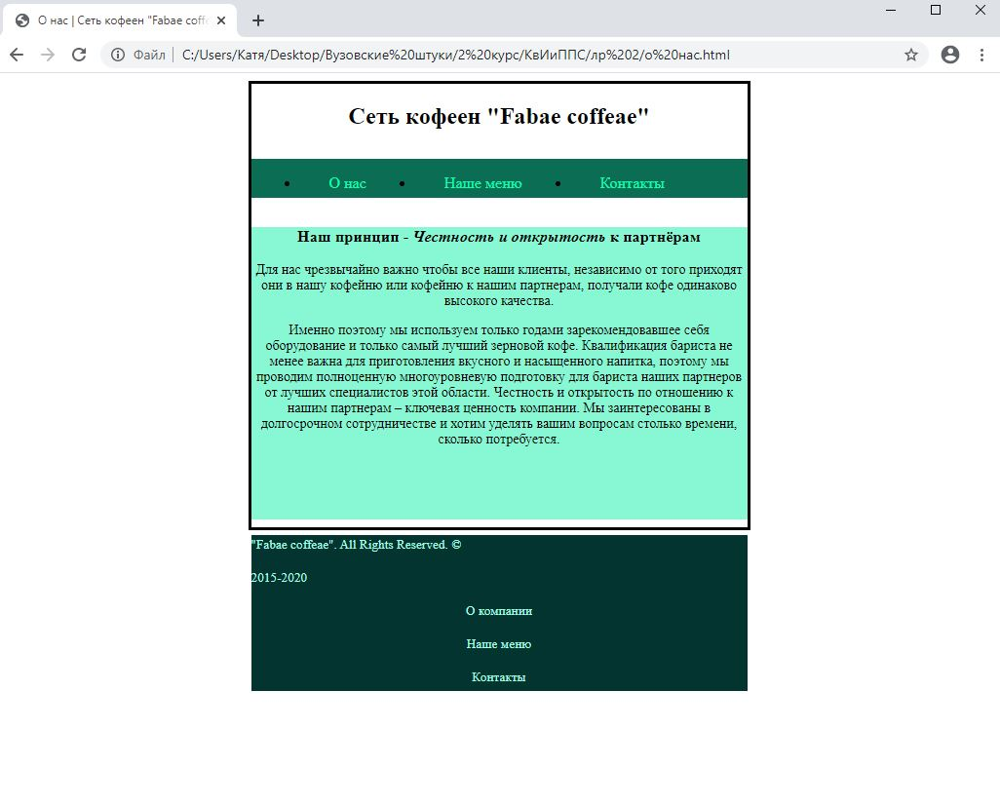 О нас | Сеть кофеен "Fabae coff
Файл | C:/Users/Катя/Desktop/Вузовские%20штуки/2%20курс/КвИиППС/лр%202/о%20нас.html
Сеть кофеен "Fabae coffeae"
• О нас • Наше меню • Контакты
Наш принцип - Честность и открытость к партнёрам
Для нас чрезвычайно важно чтобы все наши клиенты, независимо от того приходят
они в нашу кофейню или кофейню к нашим партнерам, получали кофе одинаково
высокого качества.
Именно поэтому мы используем только годами зарекомендовавшее себя
оборудование и только самый лучший зерновой кофе. Квалификация бариста не
менее важна для приготовления вкусного и насыщенного напитка, поэтому мы
проводим полноценную многоуровневую подготовку для бариста наших партнеров
от лучших специалистов этой области. Честность и открытость по отношению к
нашим партнерам – ключевая ценность компании. Мы заинтересованы в
долгосрочном сотрудничестве и хотим уделять вашим вопросам столько времени,
сколько потребуется.
"Fabae coffeae". All Rights Reserved. ©
2015-2020
О компании
Наше меню
Контакты